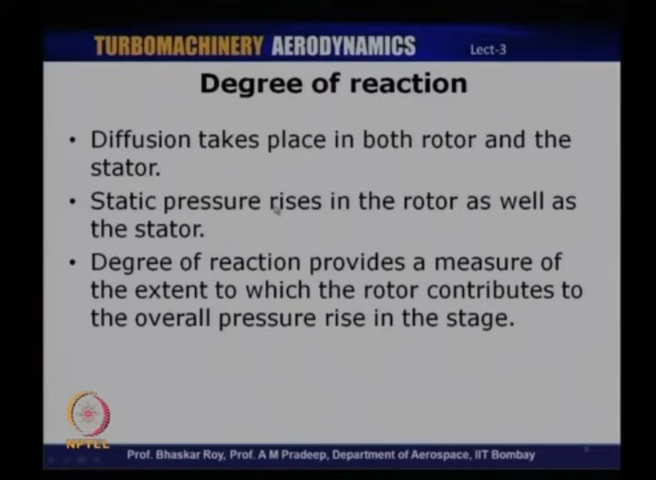 TURBOMACHINERY AERODYNAMICS Lect-3
Degree of reaction
• Diffusion takes place in both rotor and the
stator.
• Static pressure rises in the rotor as well as
the stator.
• Degree of reaction provides a measure of
the extent to which the rotor contributes to
the overall pressure rise in the stage.
NPTEL
Prof. Bhaskar Roy, Prof. A M Pradeep, Department of Aerospace, IIT Bombay